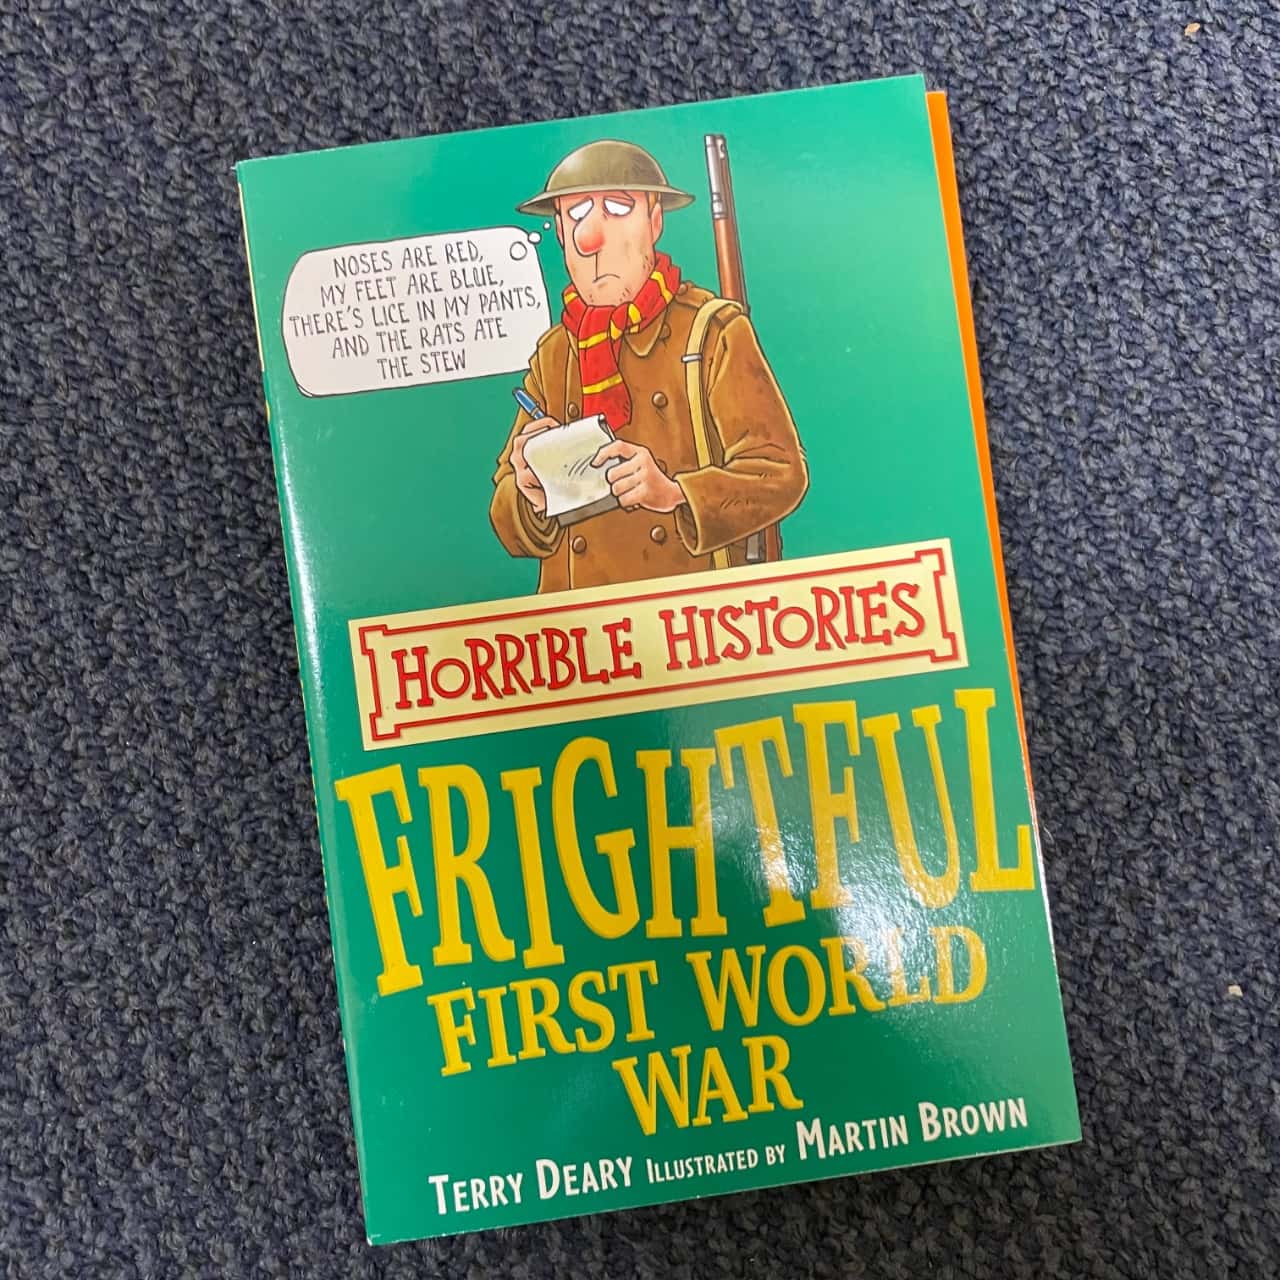 NOSES ARE RED,
MY FEET ARE BLUE,
THERE'S LICE IN MY PANTS,
AND THE RATS ATE
THE STEW
HORRIBLE HISTORIES
FRIGHTFUL
FIRST WORLD
WAR
TERRY DEARY ILLUSTRATED BY MARTIN BROWN